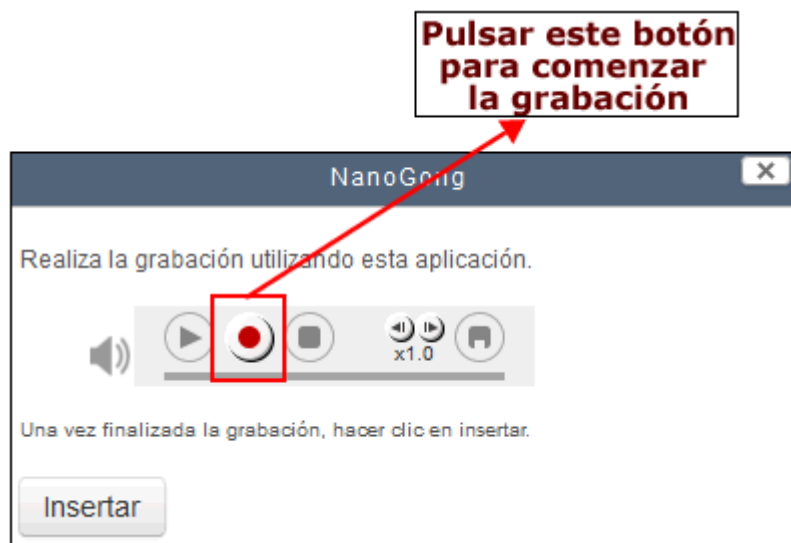 Pulsar este botón
para comenzar
la grabación
NanoGong
Realiza la grabación utilizando esta aplicación.
x1.0
Una vez finalizada la grabación, hacer clic en insertar.
Insertar